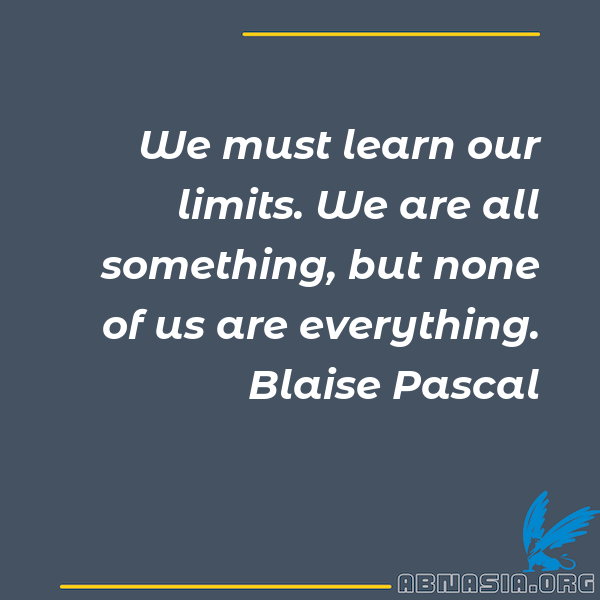 We must learn our
limits. We are all
something, but none
of us are everything.
Blaise Pascal
ABNASIA.ORG